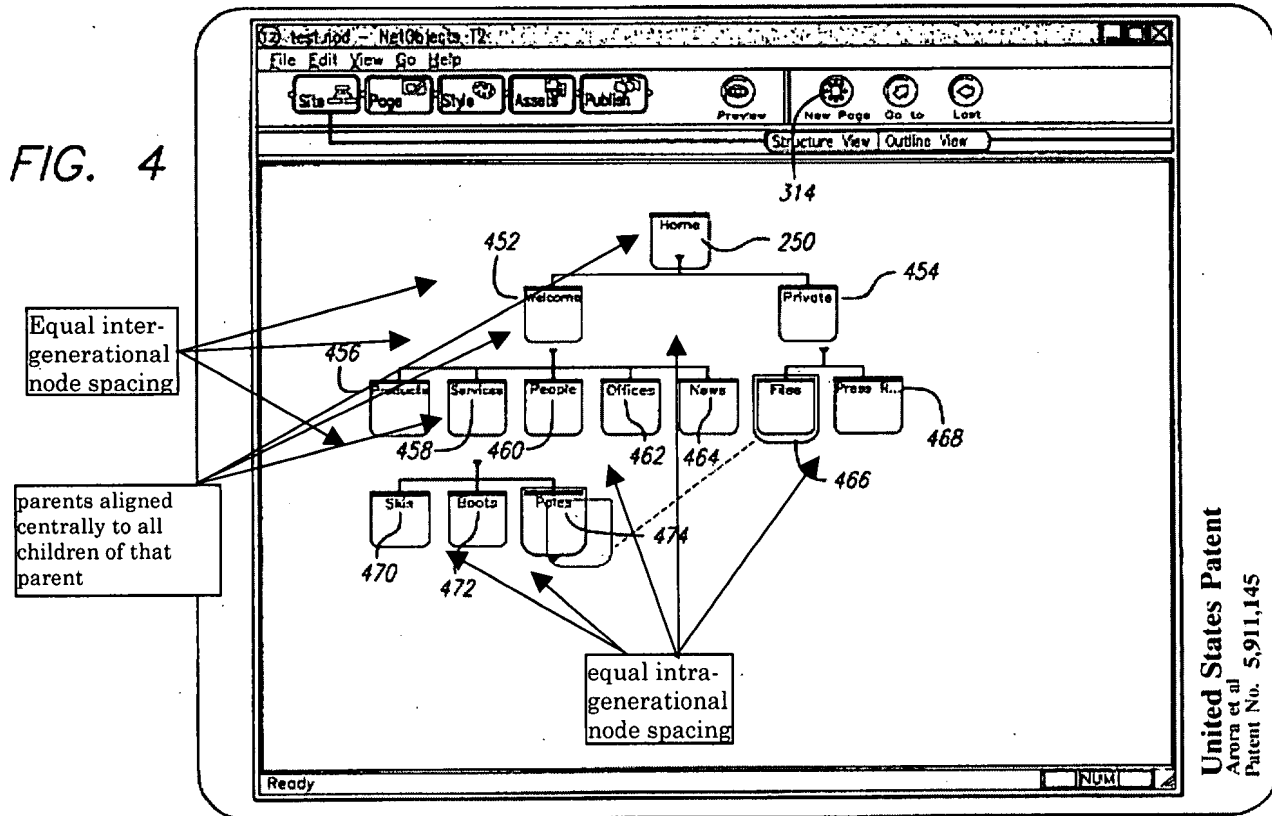 test.nod - NetObjects T2
File Edit View Go Help
Site Page Style Assets Publish Preview New Page Go to Last
Structure View Outline View
FIG. 4
314
Home
250
452
Welcome
Private
454
Equal inter-
generational
node spacing
456
Products Services People Offices News Files Press R...
458 460 462 464 466 468
parents aligned
centrally to all
children of that
parent
Skis Boots Poles
470 472 474
equal intra-
generational
node spacing
Ready NUM
United States Patent
Arora et al
Patent No. 5,911,145